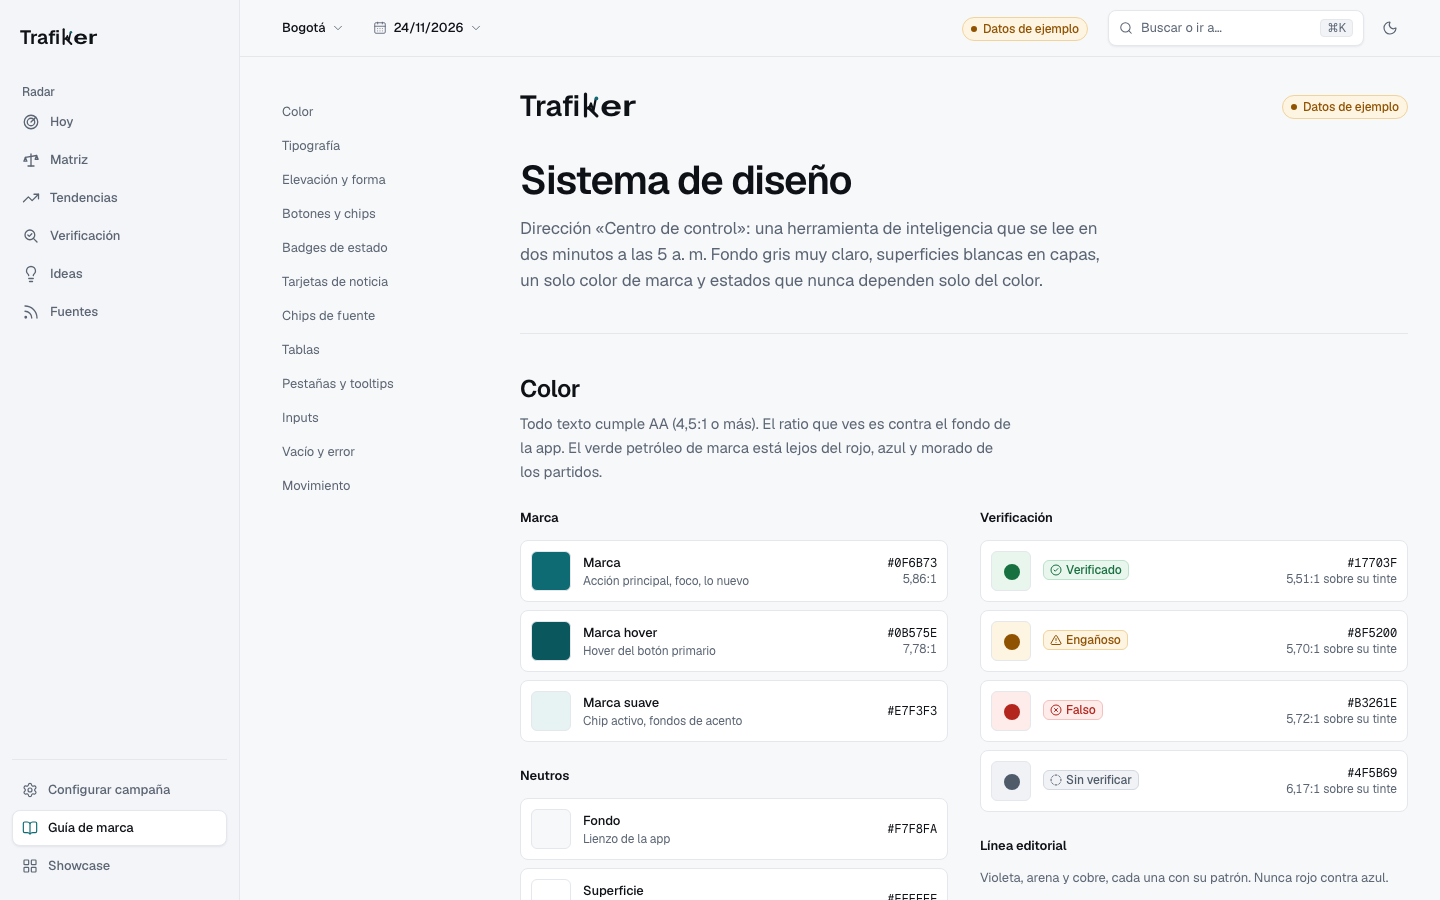 Trafiker
Radar
Hoy
Matriz
Tendencias
Verificación
Ideas
Fuentes
Configurar campaña
Guía de marca
Showcase
Bogotá
24/11/2026
Datos de ejemplo
Buscar o ir a…
⌘K
Color
Tipografía
Elevación y forma
Botones y chips
Badges de estado
Tarjetas de noticia
Chips de fuente
Tablas
Pestañas y tooltips
Inputs
Vacío y error
Movimiento
Trafiker
Datos de ejemplo
Sistema de diseño
Dirección «Centro de control»: una herramienta de inteligencia que se lee en
dos minutos a las 5 a. m. Fondo gris muy claro, superficies blancas en capas,
un solo color de marca y estados que nunca dependen solo del color.
Color
Todo texto cumple AA (4,5:1 o más). El ratio que ves es contra el fondo de
la app. El verde petróleo de marca está lejos del rojo, azul y morado de
los partidos.
Marca
Marca
Acción principal, foco, lo nuevo
#0F6B73
5,86:1
Marca hover
Hover del botón primario
#0B575E
7,78:1
Marca suave
Chip activo, fondos de acento
#E7F3F3
Neutros
Fondo
Lienzo de la app
#F7F8FA
Superficie
#FFFFFF
Verificación
Verificado
#17703F
5,51:1 sobre su tinte
Engañoso
#8F5200
5,70:1 sobre su tinte
Falso
#B3261E
5,72:1 sobre su tinte
Sin verificar
#4F5B69
6,17:1 sobre su tinte
Línea editorial
Violeta, arena y cobre, cada una con su patrón. Nunca rojo contra azul.